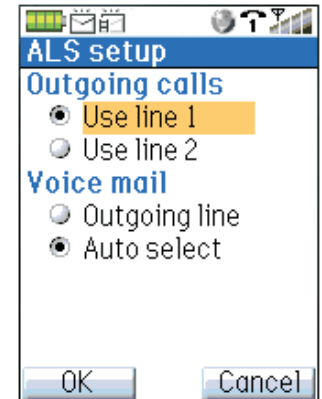 ALS setup
Outgoing calls
Use line 1
Use line 2
Voice mail
Outgoing line
Auto select
OK Cancel